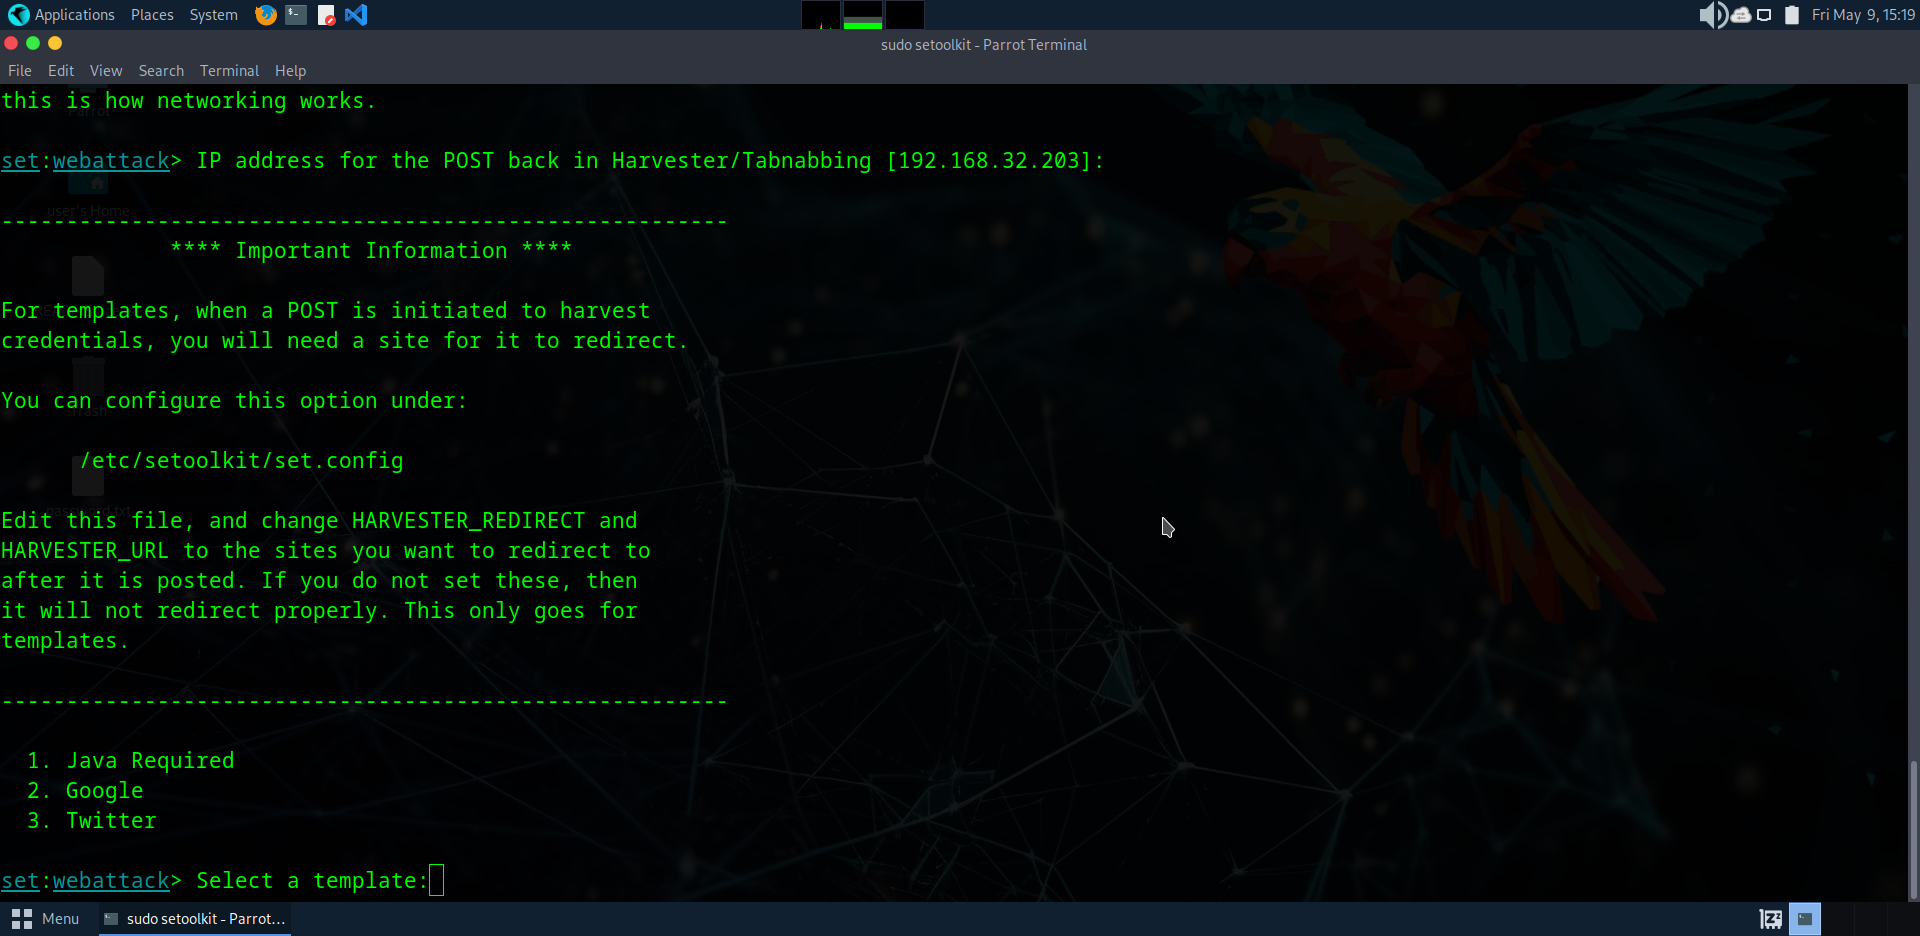 Applications Places System Fri May 9, 15:19
sudo setoolkit - Parrot Terminal
File Edit View Search Terminal Help
this is how networking works.
Parrot
set:webattack> IP address for the POST back in Harvester/Tabnabbing [192.168.32.203]:
user's Home
--------------------------------------------------------
**** Important Information ****
For templates, when a POST is initiated to harvest
credentials, you will need a site for it to redirect.
You can configure this option under:
Trash
/etc/setoolkit/set.config
Edit this file, and change HARVESTER_REDIRECT and
HARVESTER_URL to the sites you want to redirect to
after it is posted. If you do not set these, then
it will not redirect properly. This only goes for
templates.
--------------------------------------------------------
1. Java Required
2. Google
3. Twitter
set:webattack> Select a template:
Menu sudo setoolkit - Parrot...